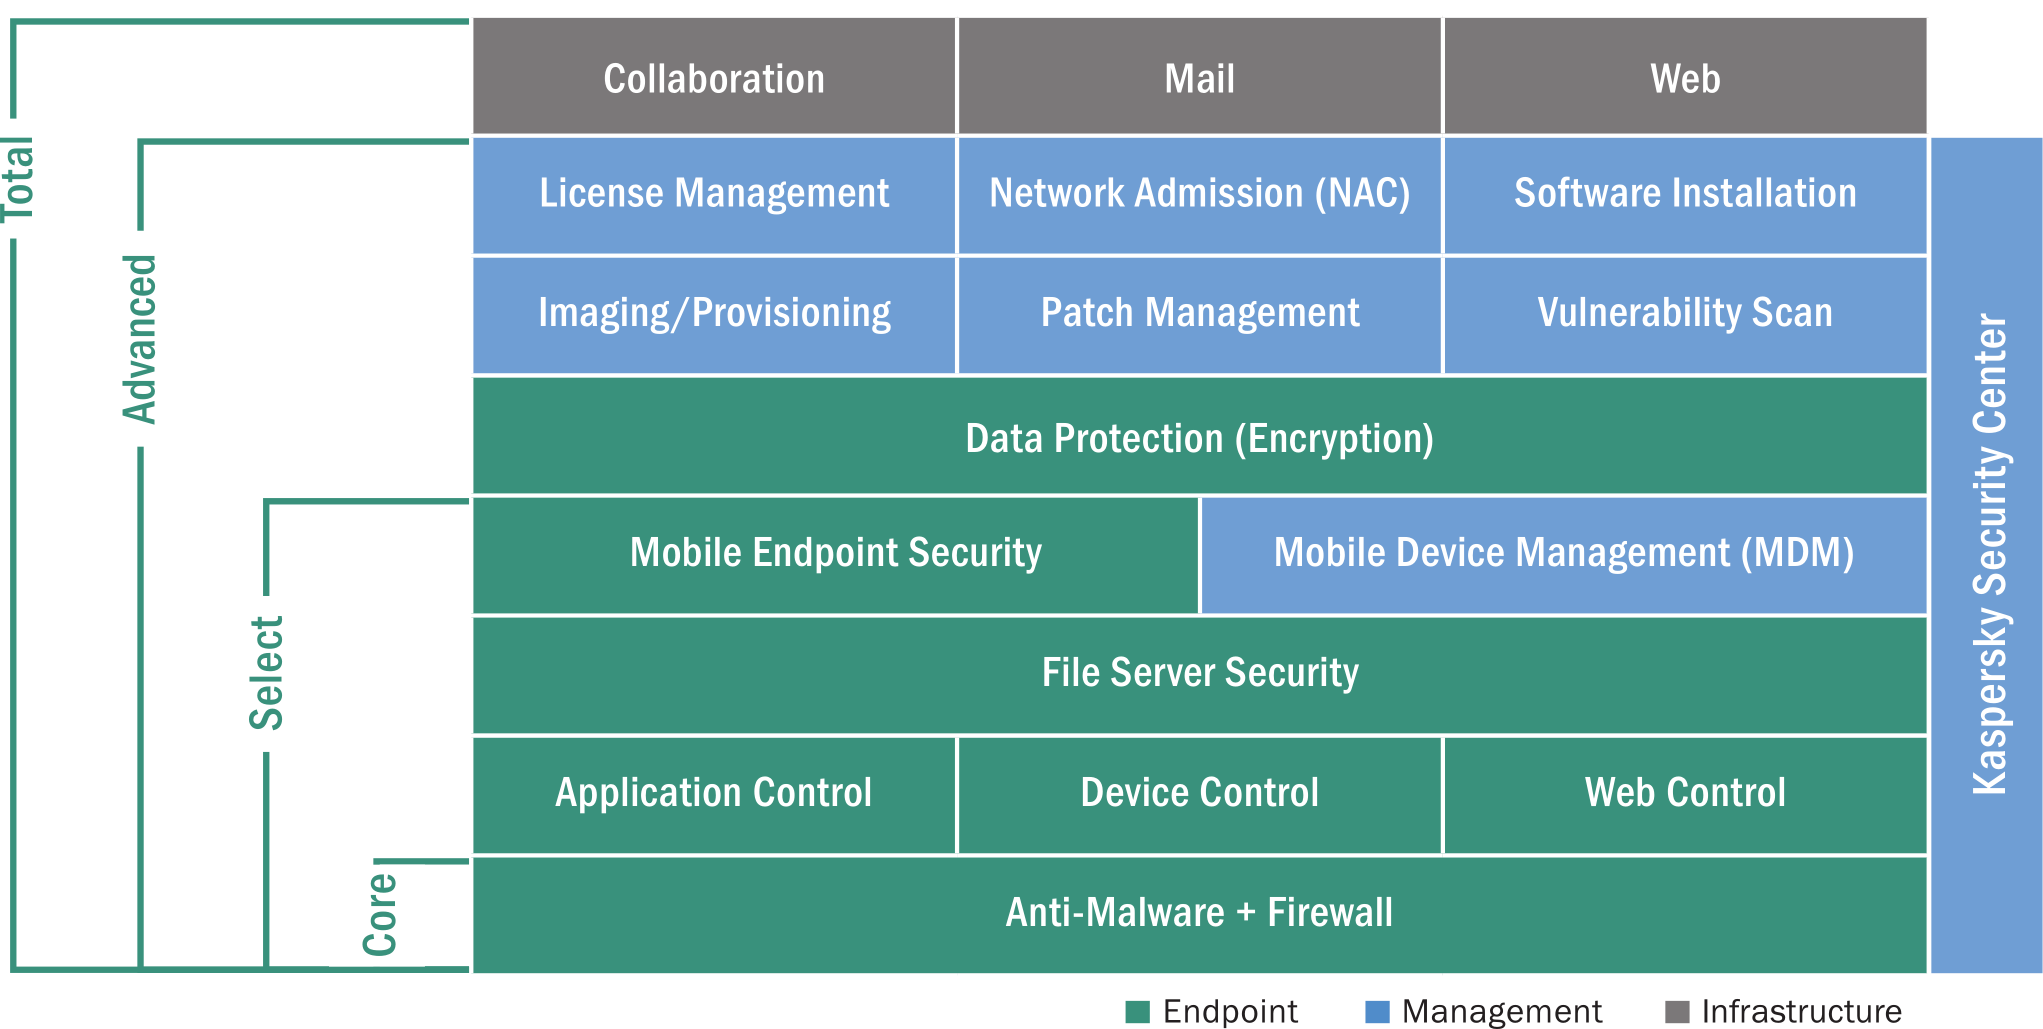 Total
Advanced
Select
Core
Collaboration
Mail
Web
License Management
Network Admission (NAC)
Software Installation
Imaging/Provisioning
Patch Management
Vulnerability Scan
Data Protection (Encryption)
Mobile Endpoint Security
Mobile Device Management (MDM)
File Server Security
Application Control
Device Control
Web Control
Anti-Malware + Firewall
Kaspersky Security Center
Endpoint
Management
Infrastructure